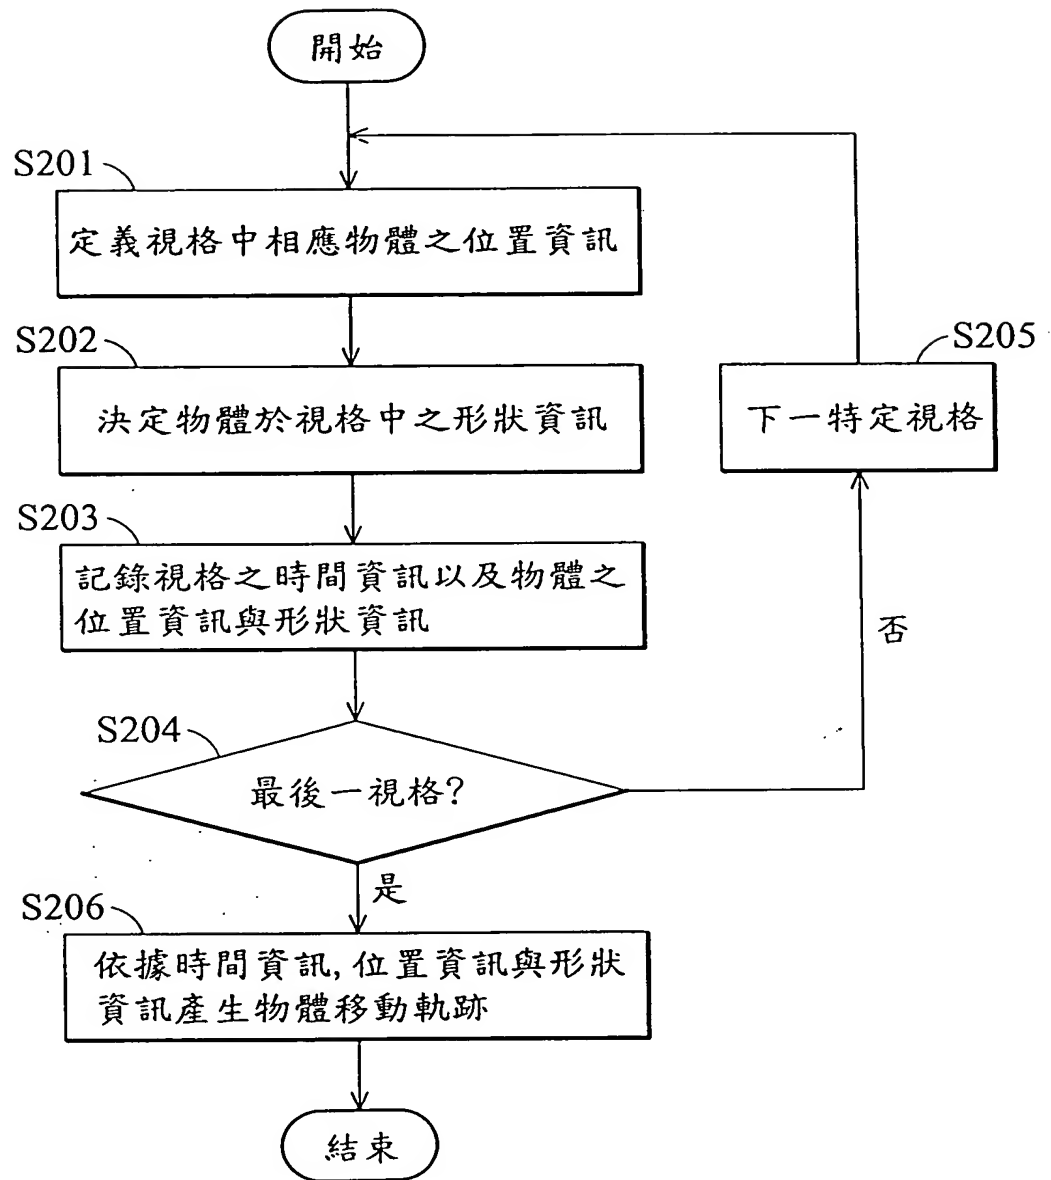 開始
S201
定義視格中相應物體之位置資訊
S202
決定物體於視格中之形狀資訊
S205
下一特定視格
S203
記錄視格之時間資訊以及物體之
位置資訊與形狀資訊
否
S204
最後一視格?
是
S206
依據時間資訊,位置資訊與形狀
資訊產生物體移動軌跡
結束